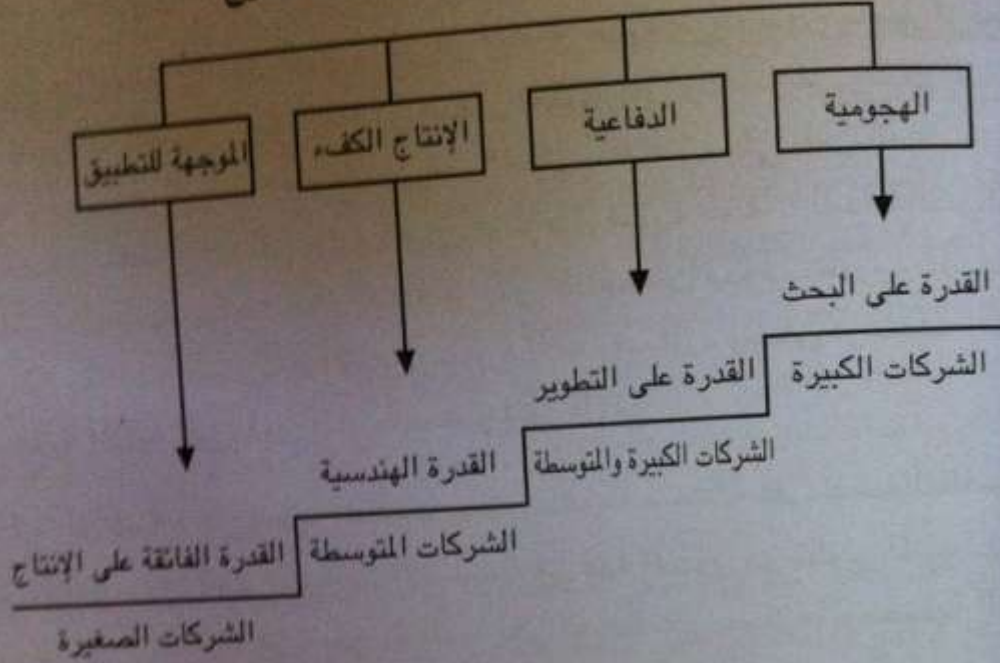 الهجومية
الدفاعية
الإنتاج الكفء
الموجهة للتطبيق
القدرة على البحث
الشركات الكبيرة
القدرة على التطوير
الشركات الكبيرة والمتوسطة
القدرة الهندسية
الشركات المتوسطة
القدرة الفائقة على الإنتاج
الشركات الصغيرة